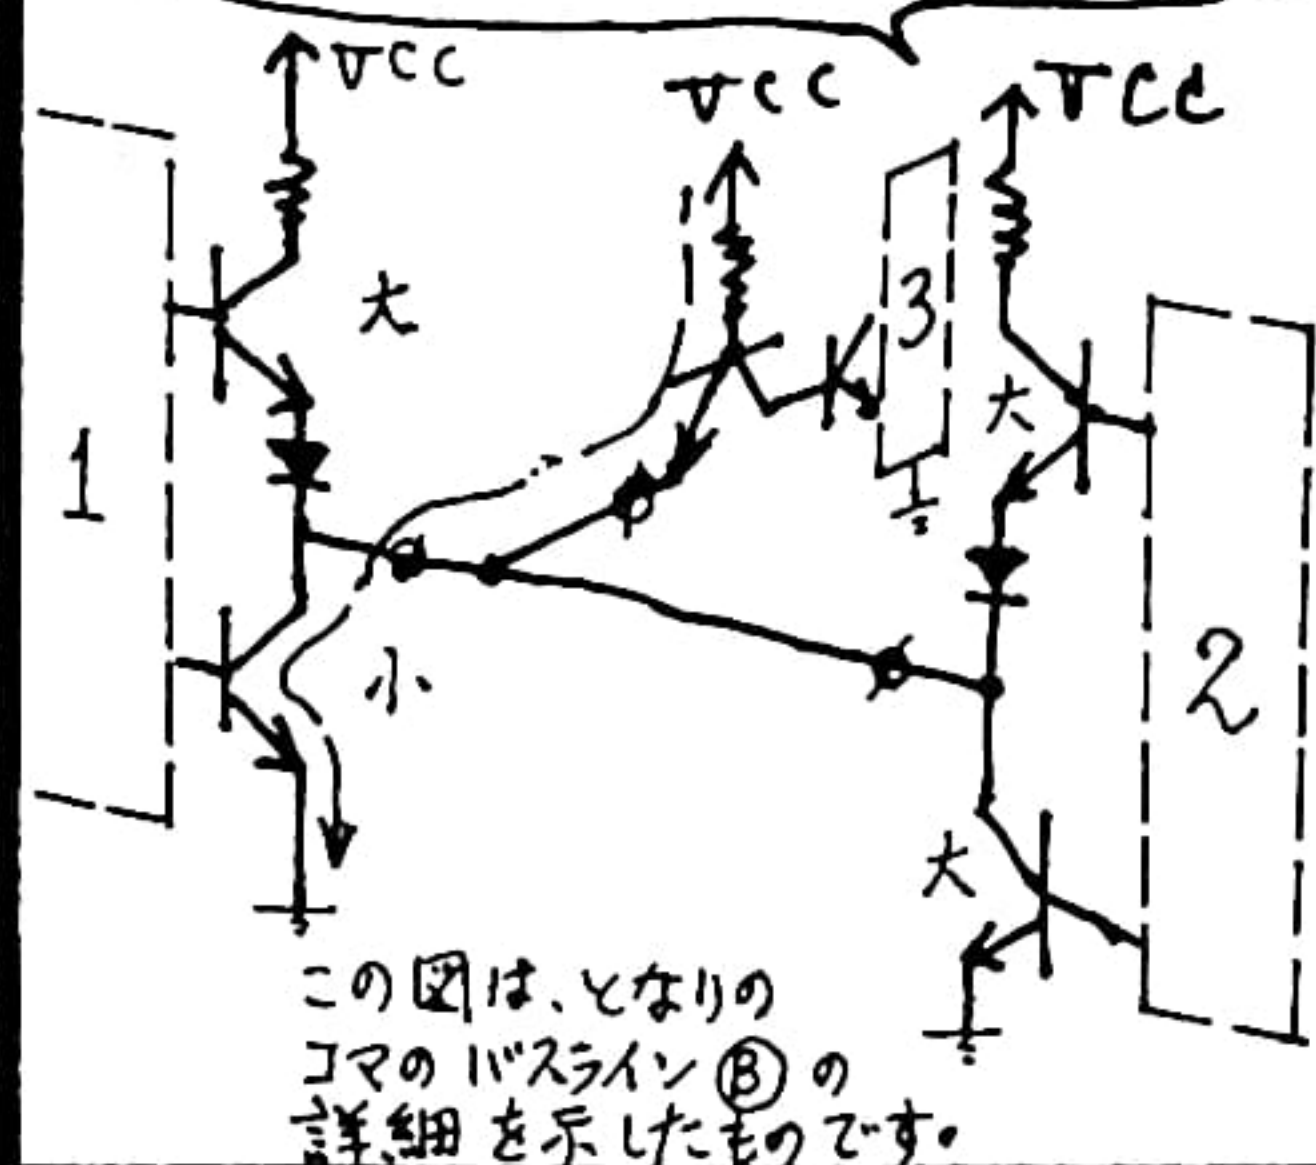 VCC
VCC
VCC
大
3
大
1
小
2
大
この図は、となりの
コマのバスライン Ⓑ の
詳細を示したものです。